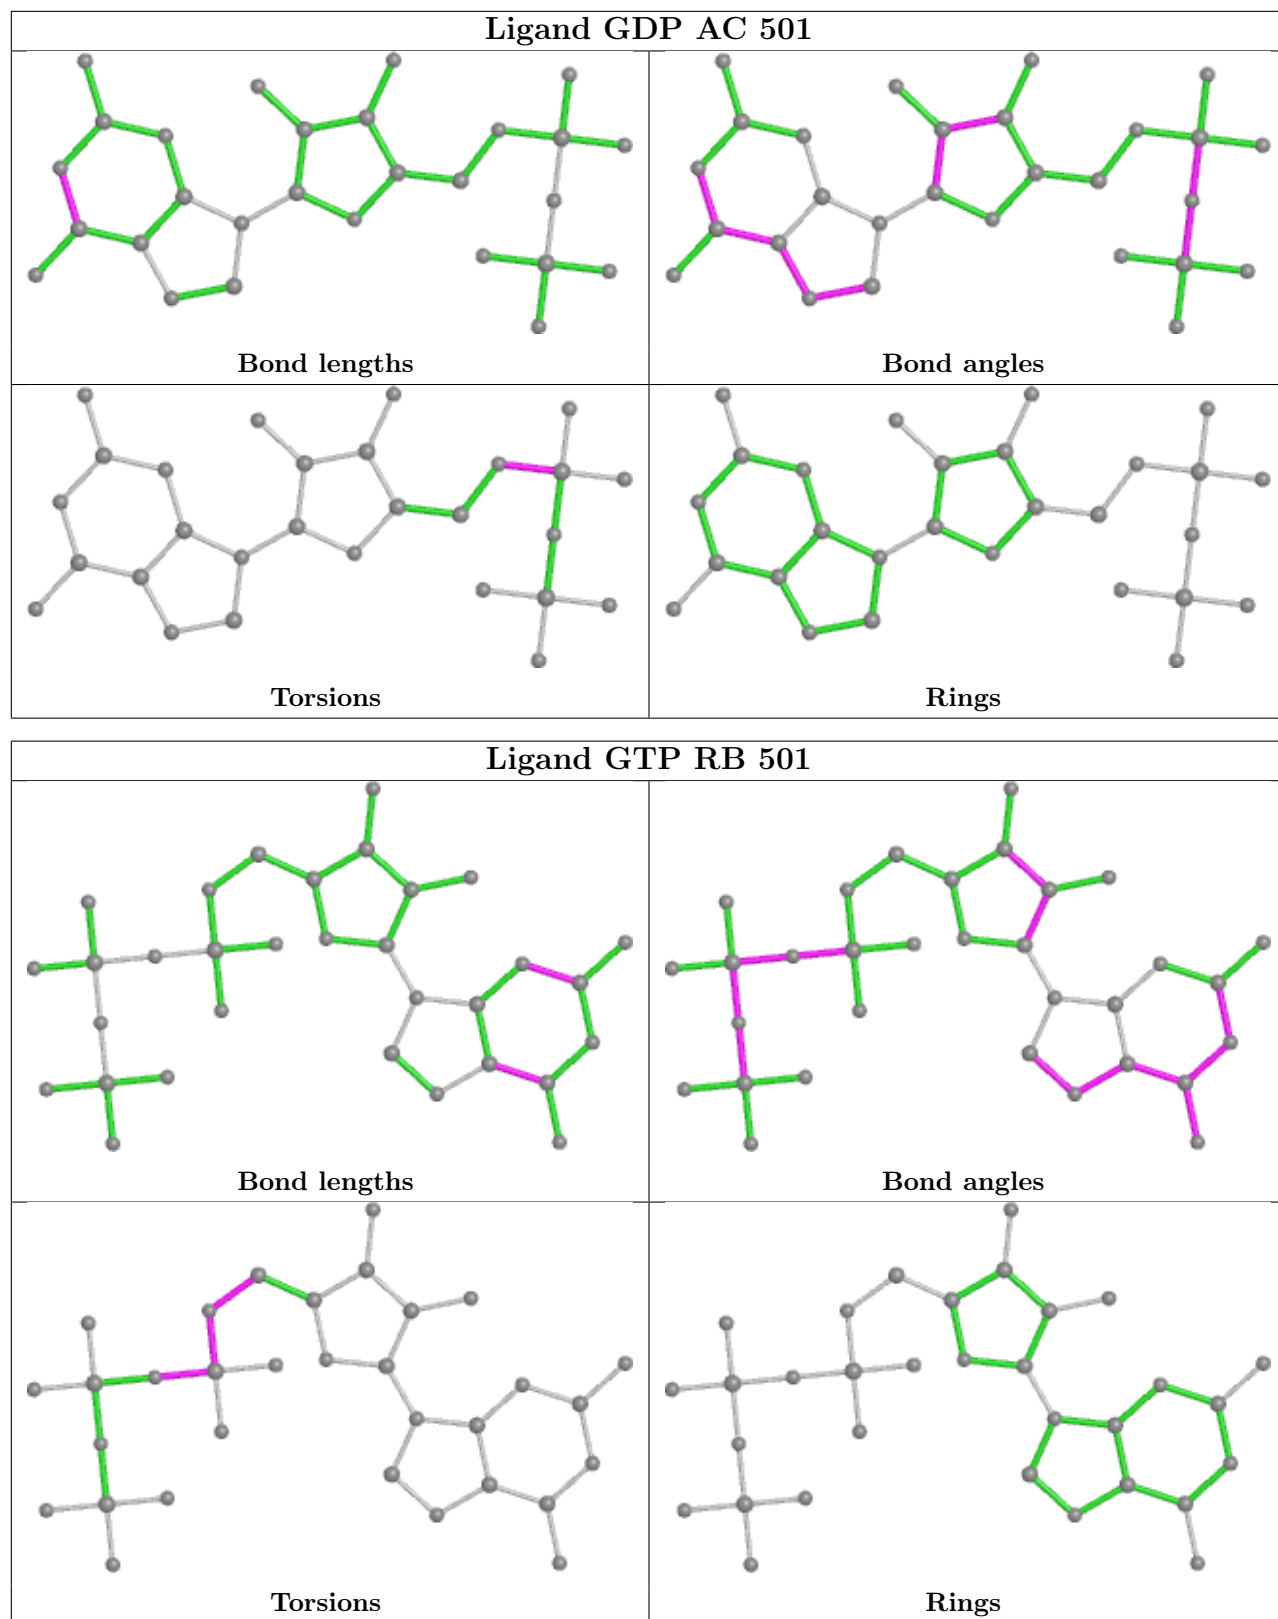 Ligand GDP AC 501
Bond lengths
Bond angles
Torsions
Rings
Ligand GTP RB 501
Bond lengths
Bond angles
Torsions
Rings